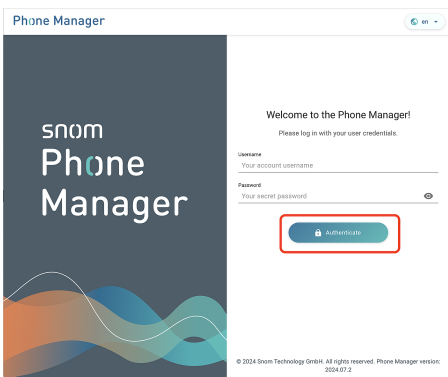 Phone Manager
en
snom
Phone
Manager
Welcome to the Phone Manager!
Please log in with your user credentials.
Username
Your account username
Password
Your secret password
Authenticate
© 2024 Snom Technology GmbH. All rights reserved. Phone Manager version:
2024.07.2